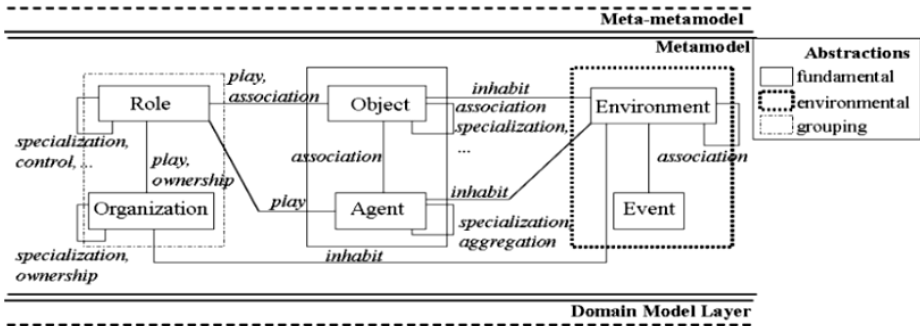 Meta-metamodel
Metamodel
Abstractions
fundamental
environmental
grouping
play,
association
inhabit
Role
Object
association
Environment
specialization,
control, ...
specialization,
...
play,
ownership
association
association
inhabit
Organization
play
Agent
Event
specialization,
aggregation
specialization,
ownership
inhabit
Domain Model Layer